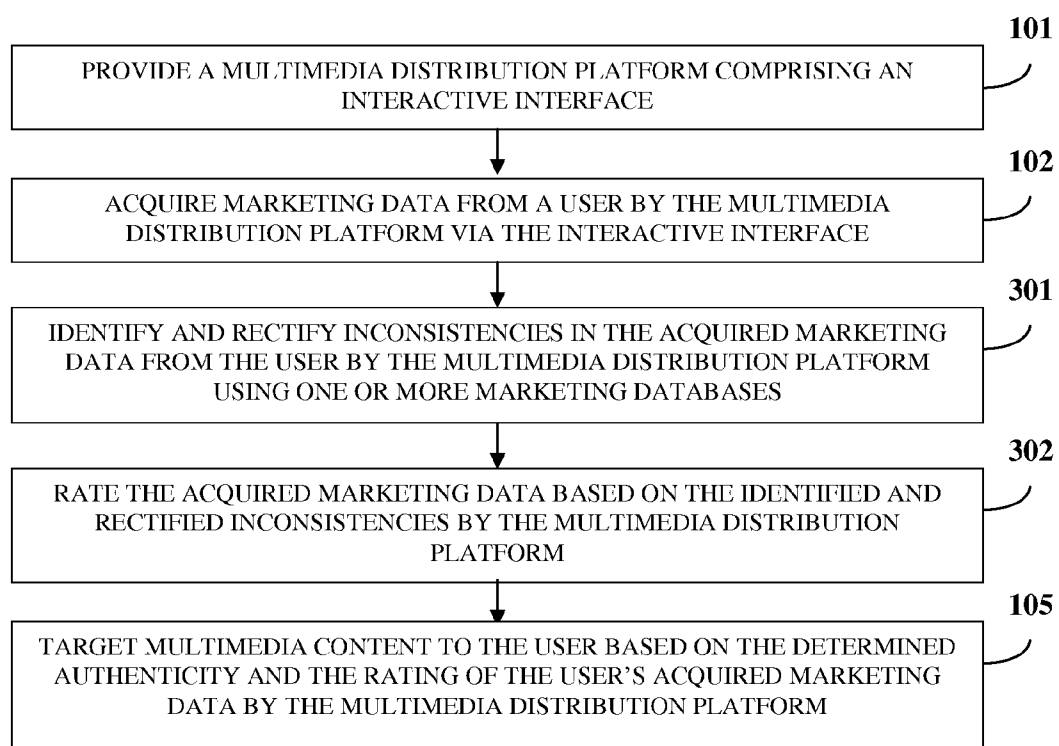 101
PROVIDE A MULTIMEDIA DISTRIBUTION PLATFORM COMPRISING AN
INTERACTIVE INTERFACE
102
ACQUIRE MARKETING DATA FROM A USER BY THE MULTIMEDIA
DISTRIBUTION PLATFORM VIA THE INTERACTIVE INTERFACE
301
IDENTIFY AND RECTIFY INCONSISTENCIES IN THE ACQUIRED MARKETING
DATA FROM THE USER BY THE MULTIMEDIA DISTRIBUTION PLATFORM
USING ONE OR MORE MARKETING DATABASES
302
RATE THE ACQUIRED MARKETING DATA BASED ON THE IDENTIFIED AND
RECTIFIED INCONSISTENCIES BY THE MULTIMEDIA DISTRIBUTION
PLATFORM
105
TARGET MULTIMEDIA CONTENT TO THE USER BASED ON THE DETERMINED
AUTHENTICITY AND THE RATING OF THE USER'S ACQUIRED MARKETING
DATA BY THE MULTIMEDIA DISTRIBUTION PLATFORM